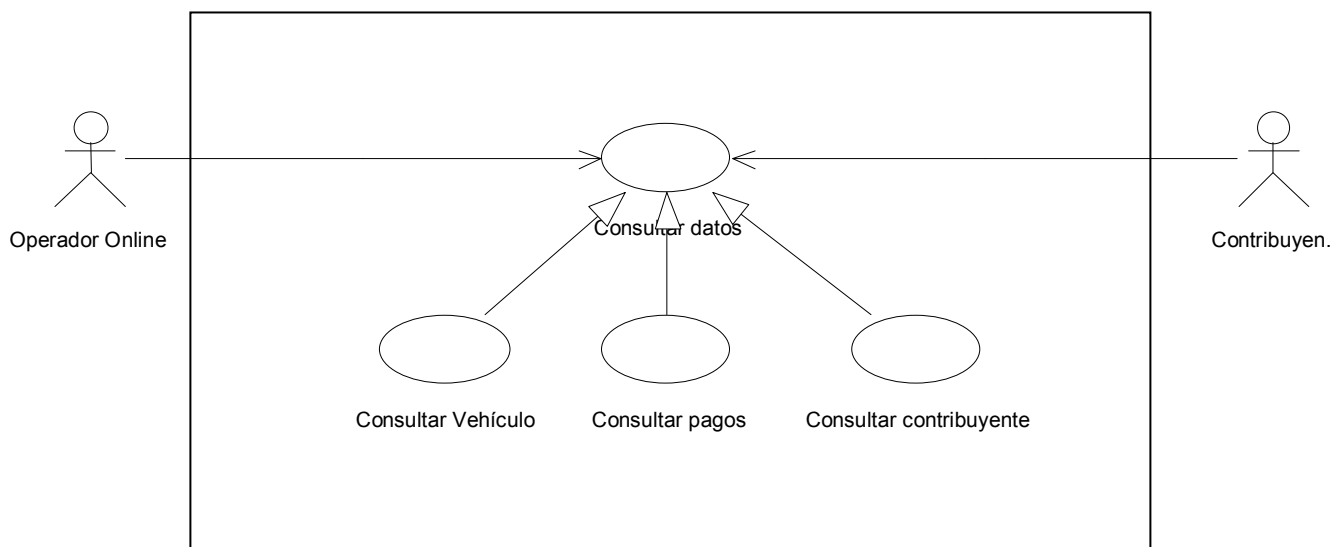 Consultar datos
Operador Online
Contribuyen.
Consultar Vehículo
Consultar pagos
Consultar contribuyente